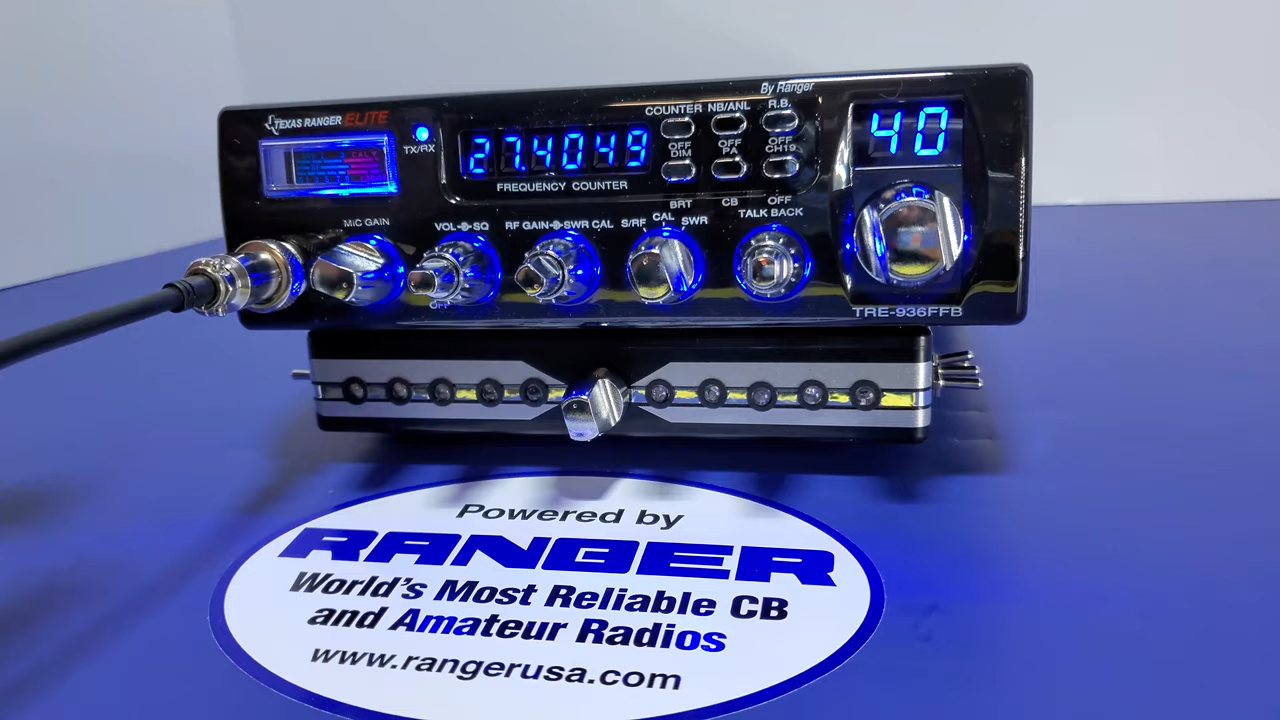 By Ranger
TEXAS RANGER ELITE
TX/RX
27.4049
FREQUENCY COUNTER
COUNTER NB/ANL R.B.
OFF OFF OFF
DIM PA CH19
BRT CB OFF
40
MIC GAIN
VOL SQ
OFF
RF GAIN SWR CAL
S/RF CAL SWR
TALK BACK
TRE-936FFB
Powered by
RANGER
World's Most Reliable CB
and Amateur Radios
www.rangerusa.com